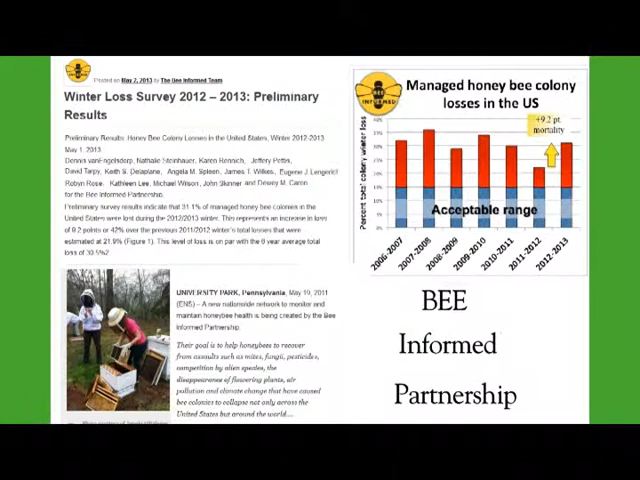 Posted on May 2, 2013 by The Bee Informed Team
Winter Loss Survey 2012 – 2013: Preliminary
Results
Preliminary Results: Honey Bee Colony Losses in the United States, Winter 2012-2013
May 1, 2013
Dennis vanEngelsdorp, Nathalie Steinhauer, Karen Rennich, Jeffery Pettis,
David Tarpy, Keith S. Delaplane, Angela M. Spleen, James T. Wilkes, Eugene J. Lengerich
Robyn Rose, Kathleen Lee, Michael Wilson, John Skinner and Dewey M. Caron
for the Bee Informed Partnership.
Preliminary survey results indicate that 31.1% of managed honey bee colonies in the
United States were lost during the 2012/2013 winter. This represents an increase in loss
of 9.2 points or 42% over the previous 2011/2012 winter's total losses that were
estimated at 21.9% (Figure 1). This level of loss is on par with the 6 year average total
loss of 30.5%
UNIVERSITY PARK, Pennsylvania, May 19, 2011
(ENS) – A new nationwide network to monitor and
maintain honeybee health is being created by the Bee
Informed Partnership.
Their goal is to help honeybees to recover
from assaults such as mites, fungii, pesticides,
competition by alien species, the
disappearance of flowering plants, air
pollution and climate change that have caused
bee colonies to collapse not only across the
United States but around the world....
BEE
INFORMED
Managed honey bee colony
losses in the US
+9.2 pt.
mortality
Percent total colony winter loss
Acceptable range
2006-2007
2007-2008
2008-2009
2009-2010
2010-2011
2011-2012
2012-2013
BEE
Informed
Partnership